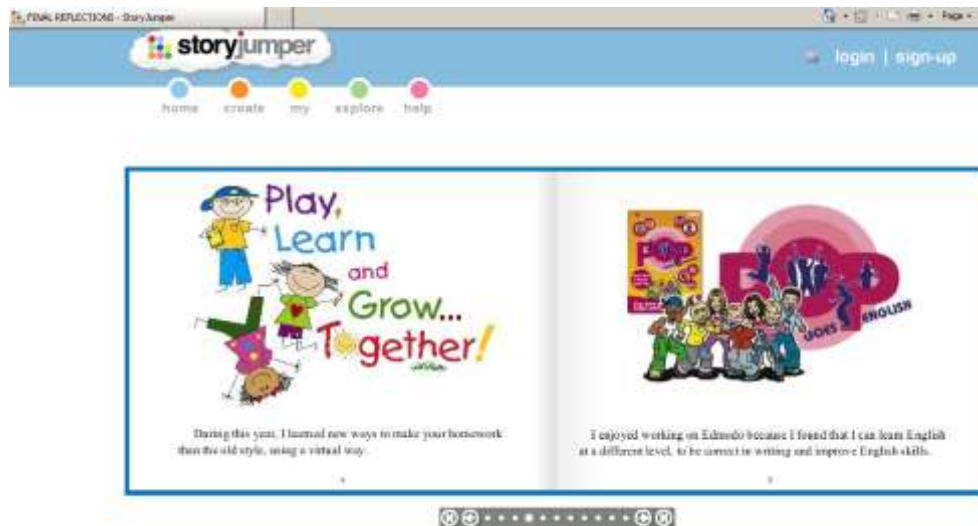 FINAL REFLECTIONS - StoryJumper
Page
storyjumper
login | sign-up
home create my explore help
Play,
Learn
and
Grow...
Together!
During this year, I learned new ways to make your homework
than the old style, using a virtual way.
4
POP
POP
GOES ENGLISH
I enjoyed working on Edmodo because I found that I can learn English
at a different level, to be correct in writing and improve English skills.